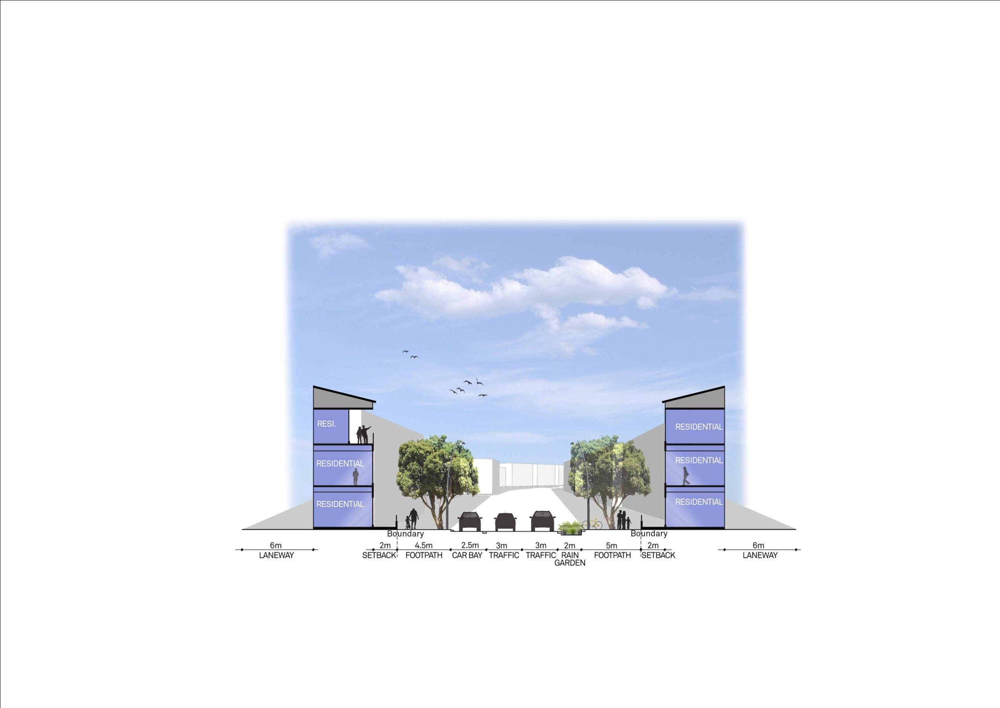 RESI.
RESIDENTIAL
RESIDENTIAL
RESIDENTIAL
RESIDENTIAL
RESIDENTIAL
Boundary
Boundary
6m
2m
4.5m
2.5m
3m
3m
2m
5m
2m
6m
LANEWAY
SETBACK
FOOTPATH
CAR BAY
TRAFFIC
TRAFFIC
RAIN
GARDEN
FOOTPATH
SETBACK
LANEWAY